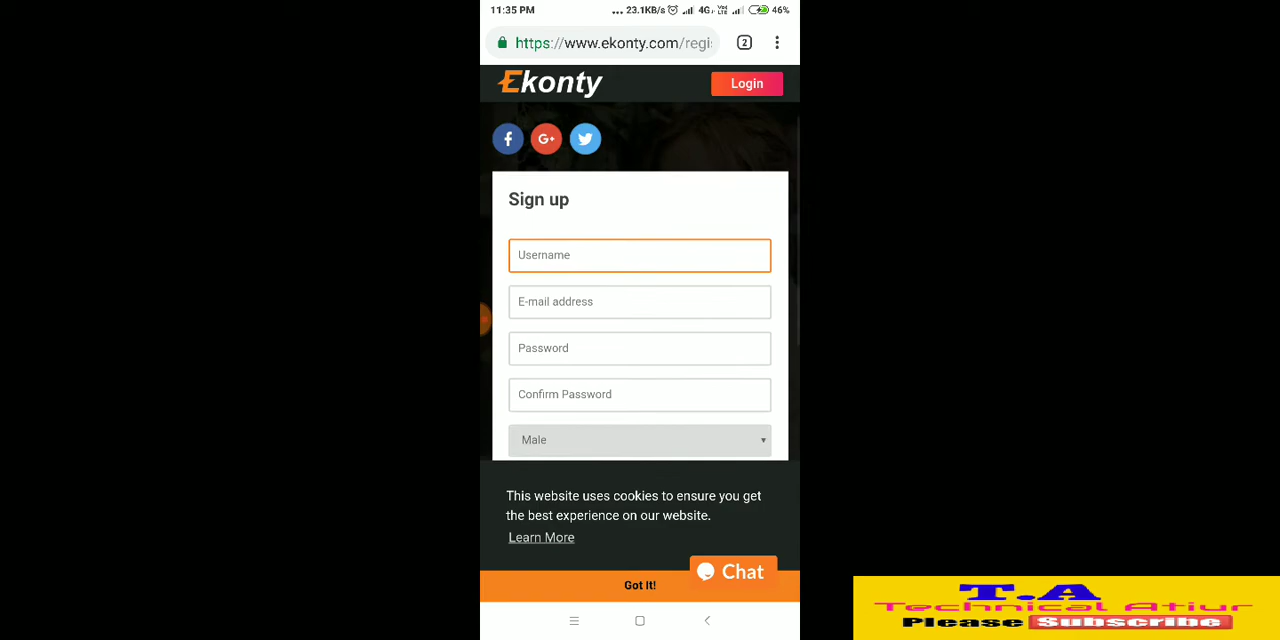 11:35 PM ... 23.1KB/s 4G Vo LTE 46%
https://www.ekonty.com/regi
2
Ekonty
Login
f G+
Sign up
Username
E-mail address
Password
Confirm Password
Male
This website uses cookies to ensure you get
the best experience on our website.
Learn More
Chat
Got It!
T.A
Technical Atiur
Please Subscribe